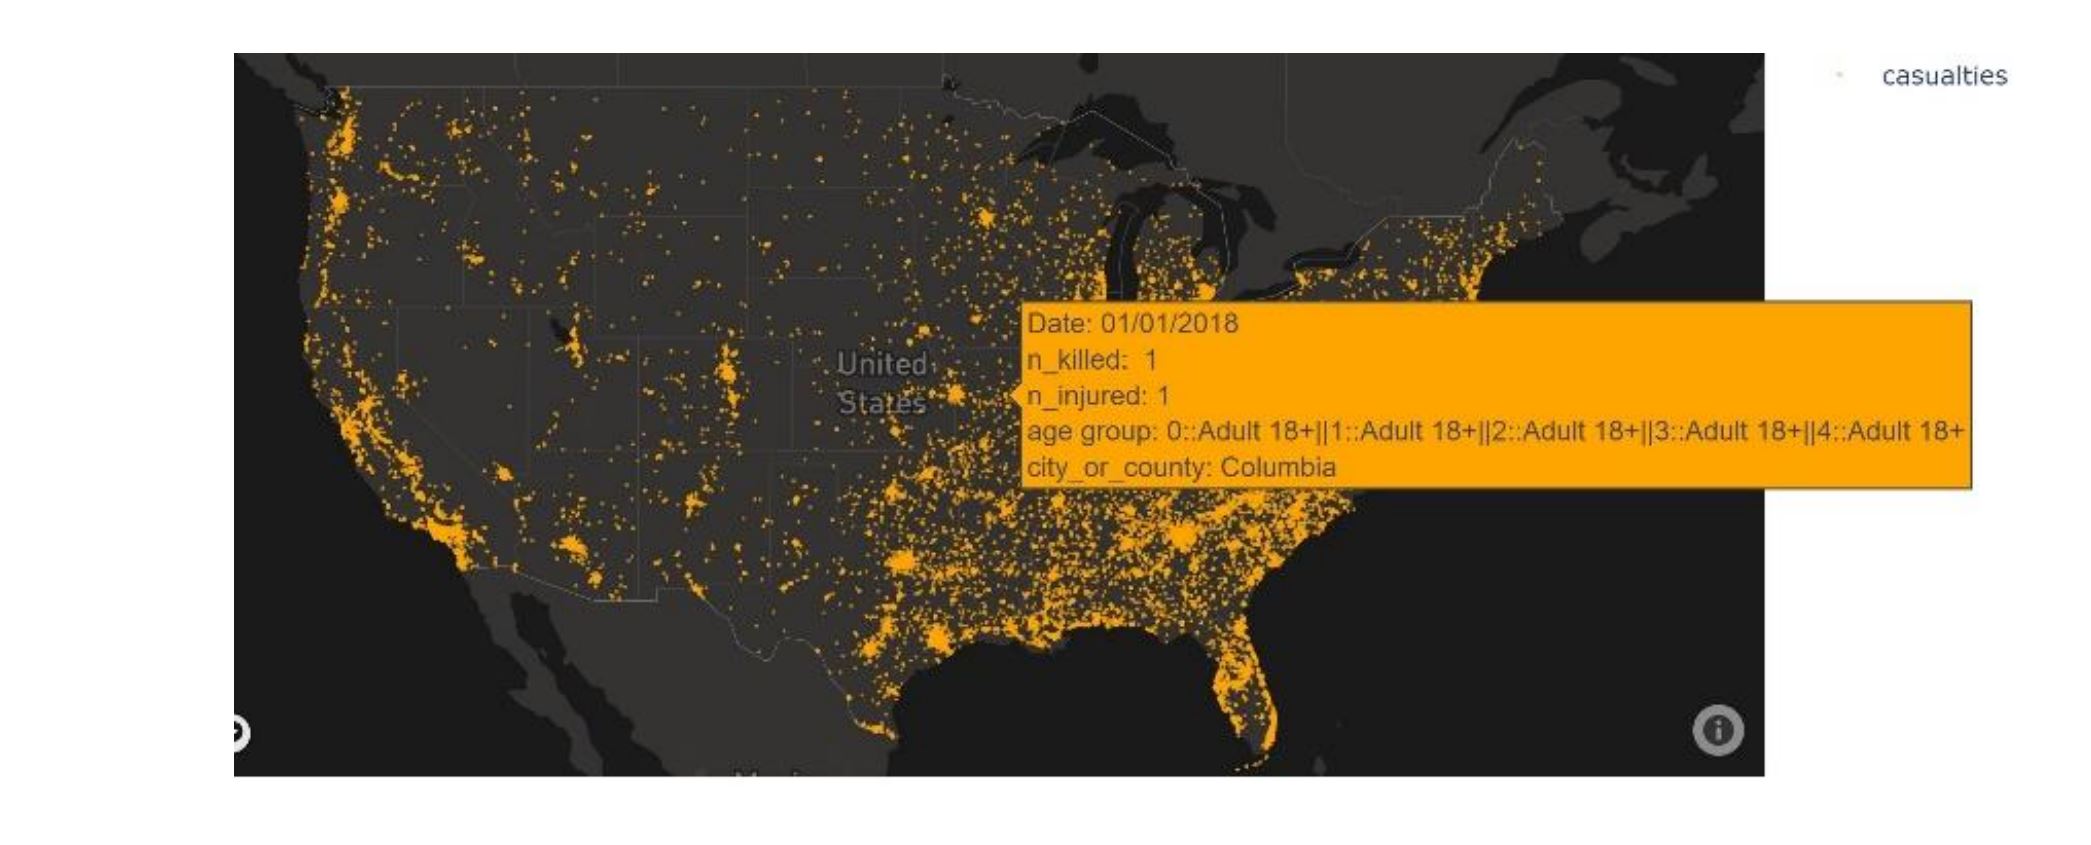 casualties
Date: 01/01/2018
n_killed: 1
n_injured: 1
age group: 0::Adult 18+||1::Adult 18+||2::Adult 18+||3::Adult 18+||4::Adult 18+
city_or_county: Columbia
United
States